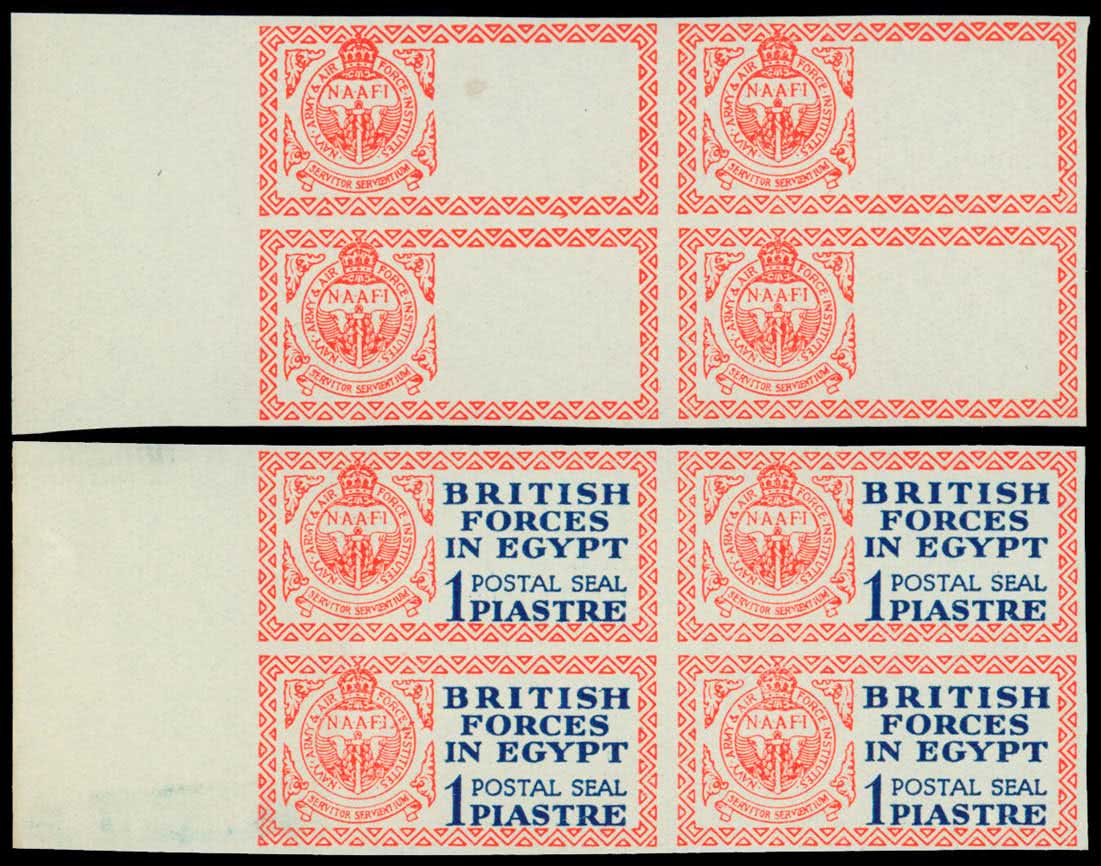 NAAFI
NAVY · ARMY & AIR FORCE · INSTITUTES ·
SERVITOR SERVIENTIUM
NAAFI
NAVY · ARMY & AIR FORCE · INSTITUTES ·
SERVITOR SERVIENTIUM
NAAFI
NAVY · ARMY & AIR FORCE · INSTITUTES ·
SERVITOR SERVIENTIUM
NAAFI
NAVY · ARMY & AIR FORCE · INSTITUTES ·
SERVITOR SERVIENTIUM
NAAFI
NAVY · ARMY & AIR FORCE · INSTITUTES ·
SERVITOR SERVIENTIUM
BRITISH
FORCES
IN EGYPT
POSTAL SEAL
1 PIASTRE
NAAFI
NAVY · ARMY & AIR FORCE · INSTITUTES ·
SERVITOR SERVIENTIUM
BRITISH
FORCES
IN EGYPT
POSTAL SEAL
1 PIASTRE
NAAFI
NAVY · ARMY & AIR FORCE · INSTITUTES ·
SERVITOR SERVIENTIUM
BRITISH
FORCES
IN EGYPT
POSTAL SEAL
1 PIASTRE
NAAFI
NAVY · ARMY & AIR FORCE · INSTITUTES ·
SERVITOR SERVIENTIUM
BRITISH
FORCES
IN EGYPT
POSTAL SEAL
1 PIASTRE